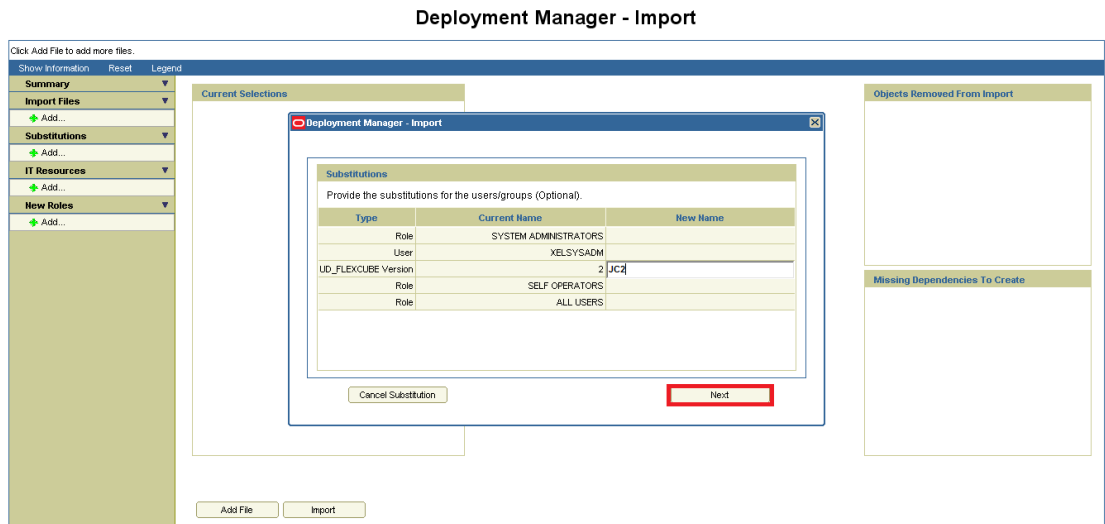 Deployment Manager - Import
Click Add File to add more files.
Show Information Reset Legend
Summary
Import Files
Add...
Substitutions
Add...
IT Resources
Add...
New Roles
Add...
Current Selections
Objects Removed From Import
Missing Dependencies To Create
Deployment Manager - Import
Substitutions
Provide the substitutions for the users/groups (Optional).
Type Current Name New Name
Role SYSTEM ADMINISTRATORS
User XELSYSADM
UD_FLEXCUBE Version 2 JC2
Role SELF OPERATORS
Role ALL USERS
Cancel Substitution Next
Add File Import